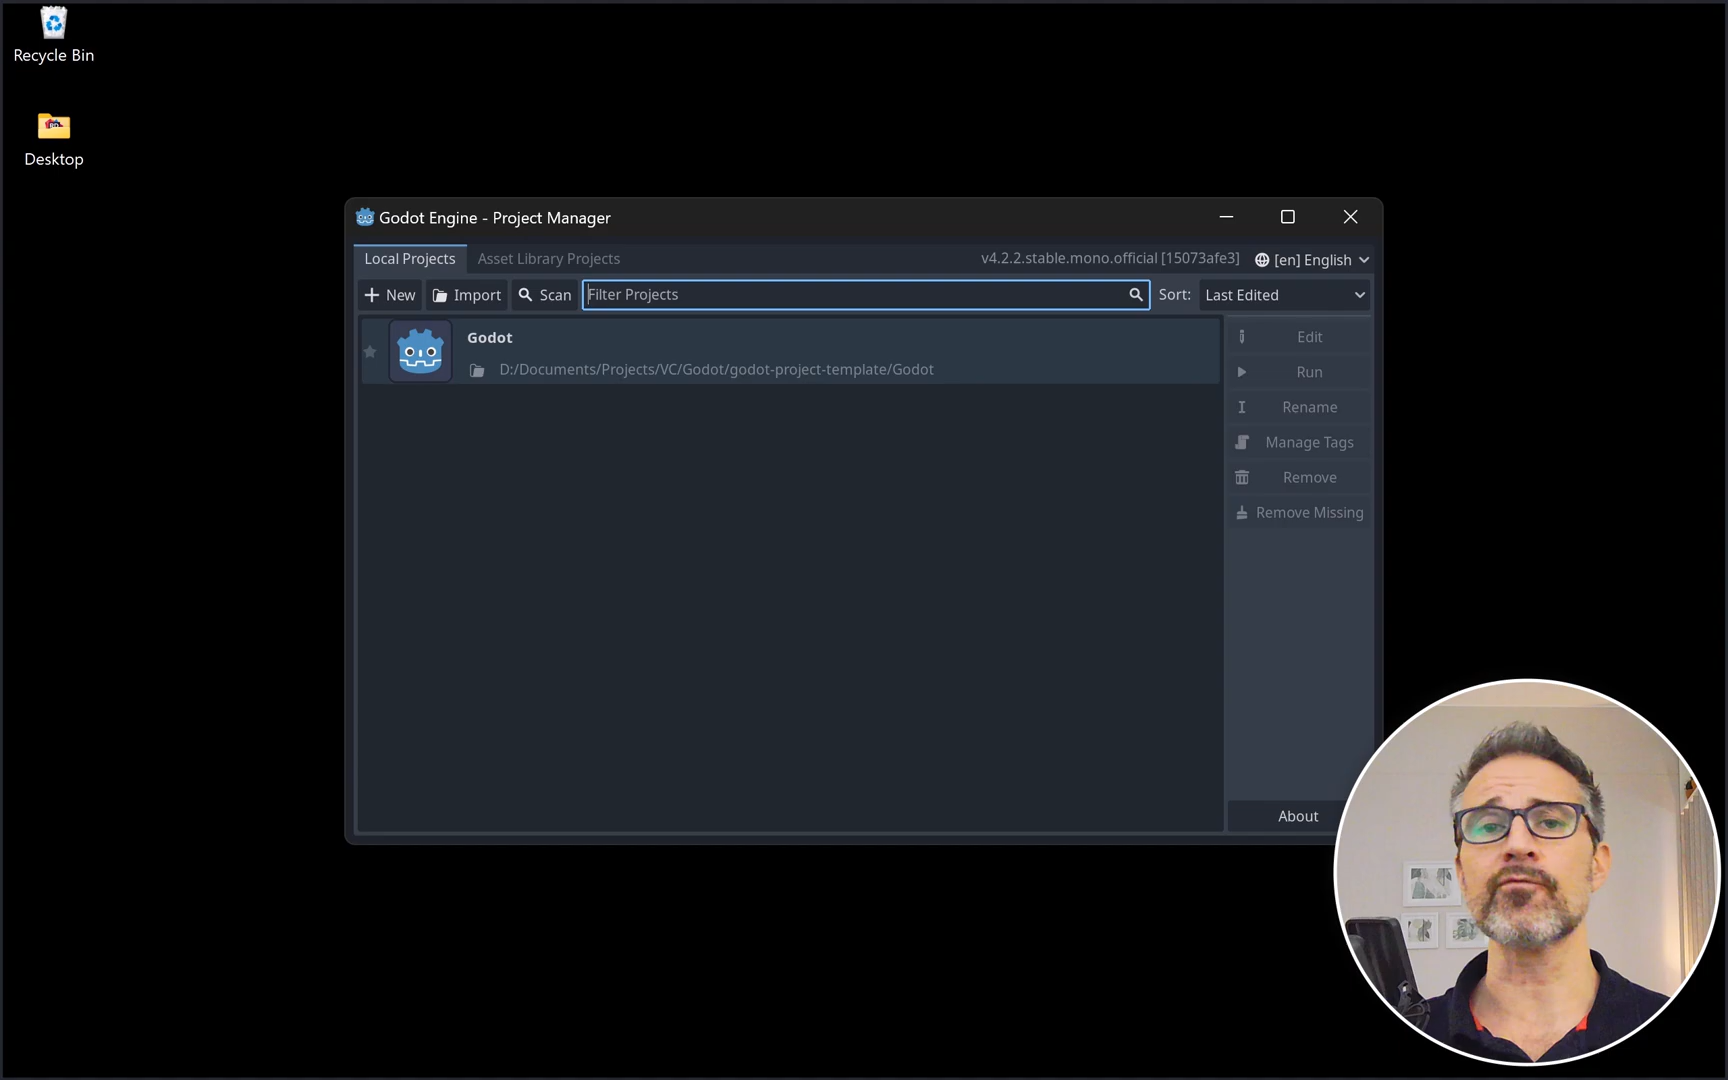 Recycle Bin
Desktop
Godot Engine - Project Manager
Local Projects
Asset Library Projects
v4.2.2.stable.mono.official [15073afe3]
[en] English
New
Import
Scan
Filter Projects
Sort:
Last Edited
Godot
D:/Documents/Projects/VC/Godot/godot-project-template/Godot
Edit
Run
Rename
Manage Tags
Remove
Remove Missing
About